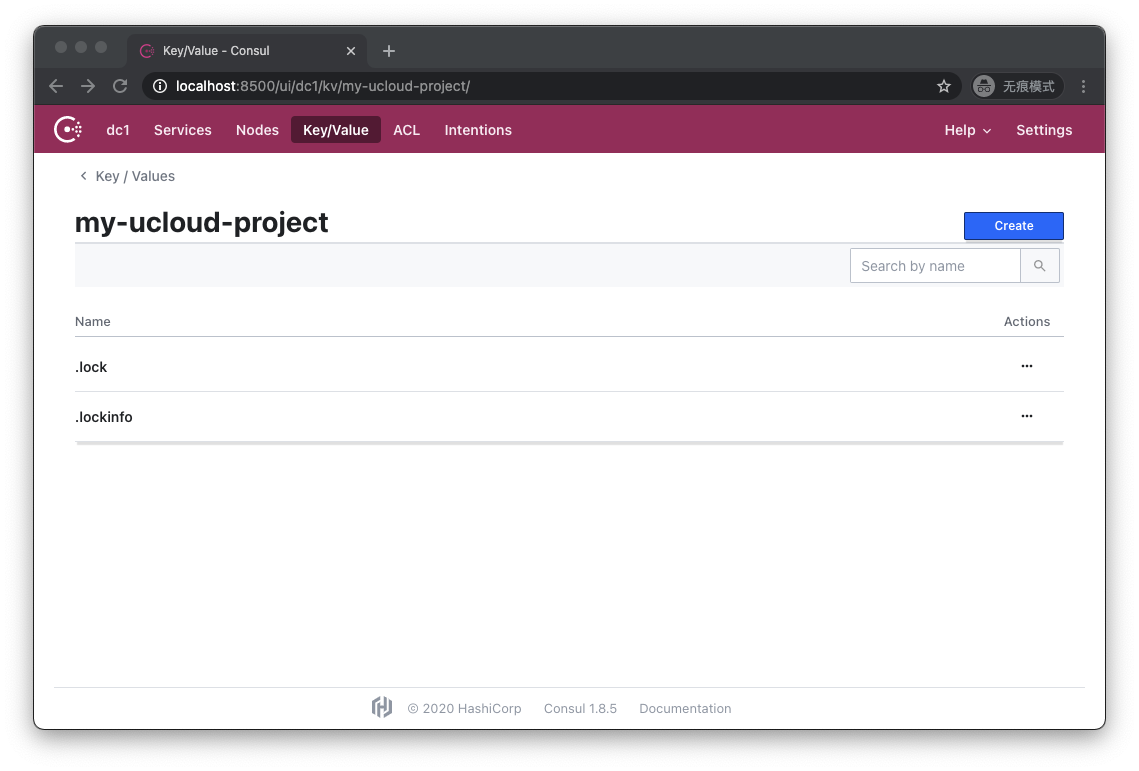 Key/Value - Consul
localhost:8500/ui/dc1/kv/my-ucloud-project/
无痕模式
dc1 Services Nodes Key/Value ACL Intentions Help Settings
Key / Values
my-ucloud-project
Create
Search by name
Name Actions
.lock
.lockinfo
© 2020 HashiCorp Consul 1.8.5 Documentation